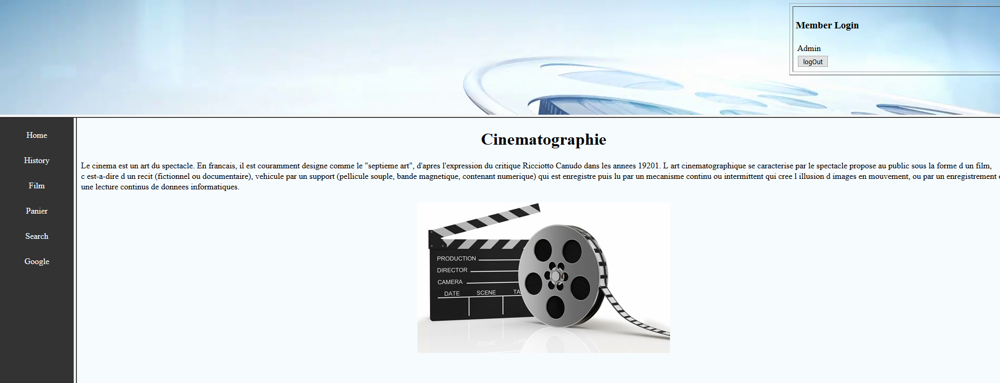 Member Login
Admin
logOut
Home
History
Film
Panier
Search
Google
Cinematographie
Le cinema est un art du spectacle. En francais, il est couramment designe comme le "septieme art", d'apres l'expression du critique Ricciotto Canudo dans les annees 19201. L art cinematographique se caracterise par le spectacle propose au public sous la forme d un film,
c est-a-dire d un recit (fictionnel ou documentaire), vehicule par un support (pellicule souple, bande magnetique, contenant numerique) qui est enregistre puis lu par un mecanisme continu ou intermittent qui cree l illusion d images en mouvement, ou par un enregistrement
une lecture continus de donnees informatiques.
PRODUCTION
DIRECTOR
CAMERA
DATE SCENE TA